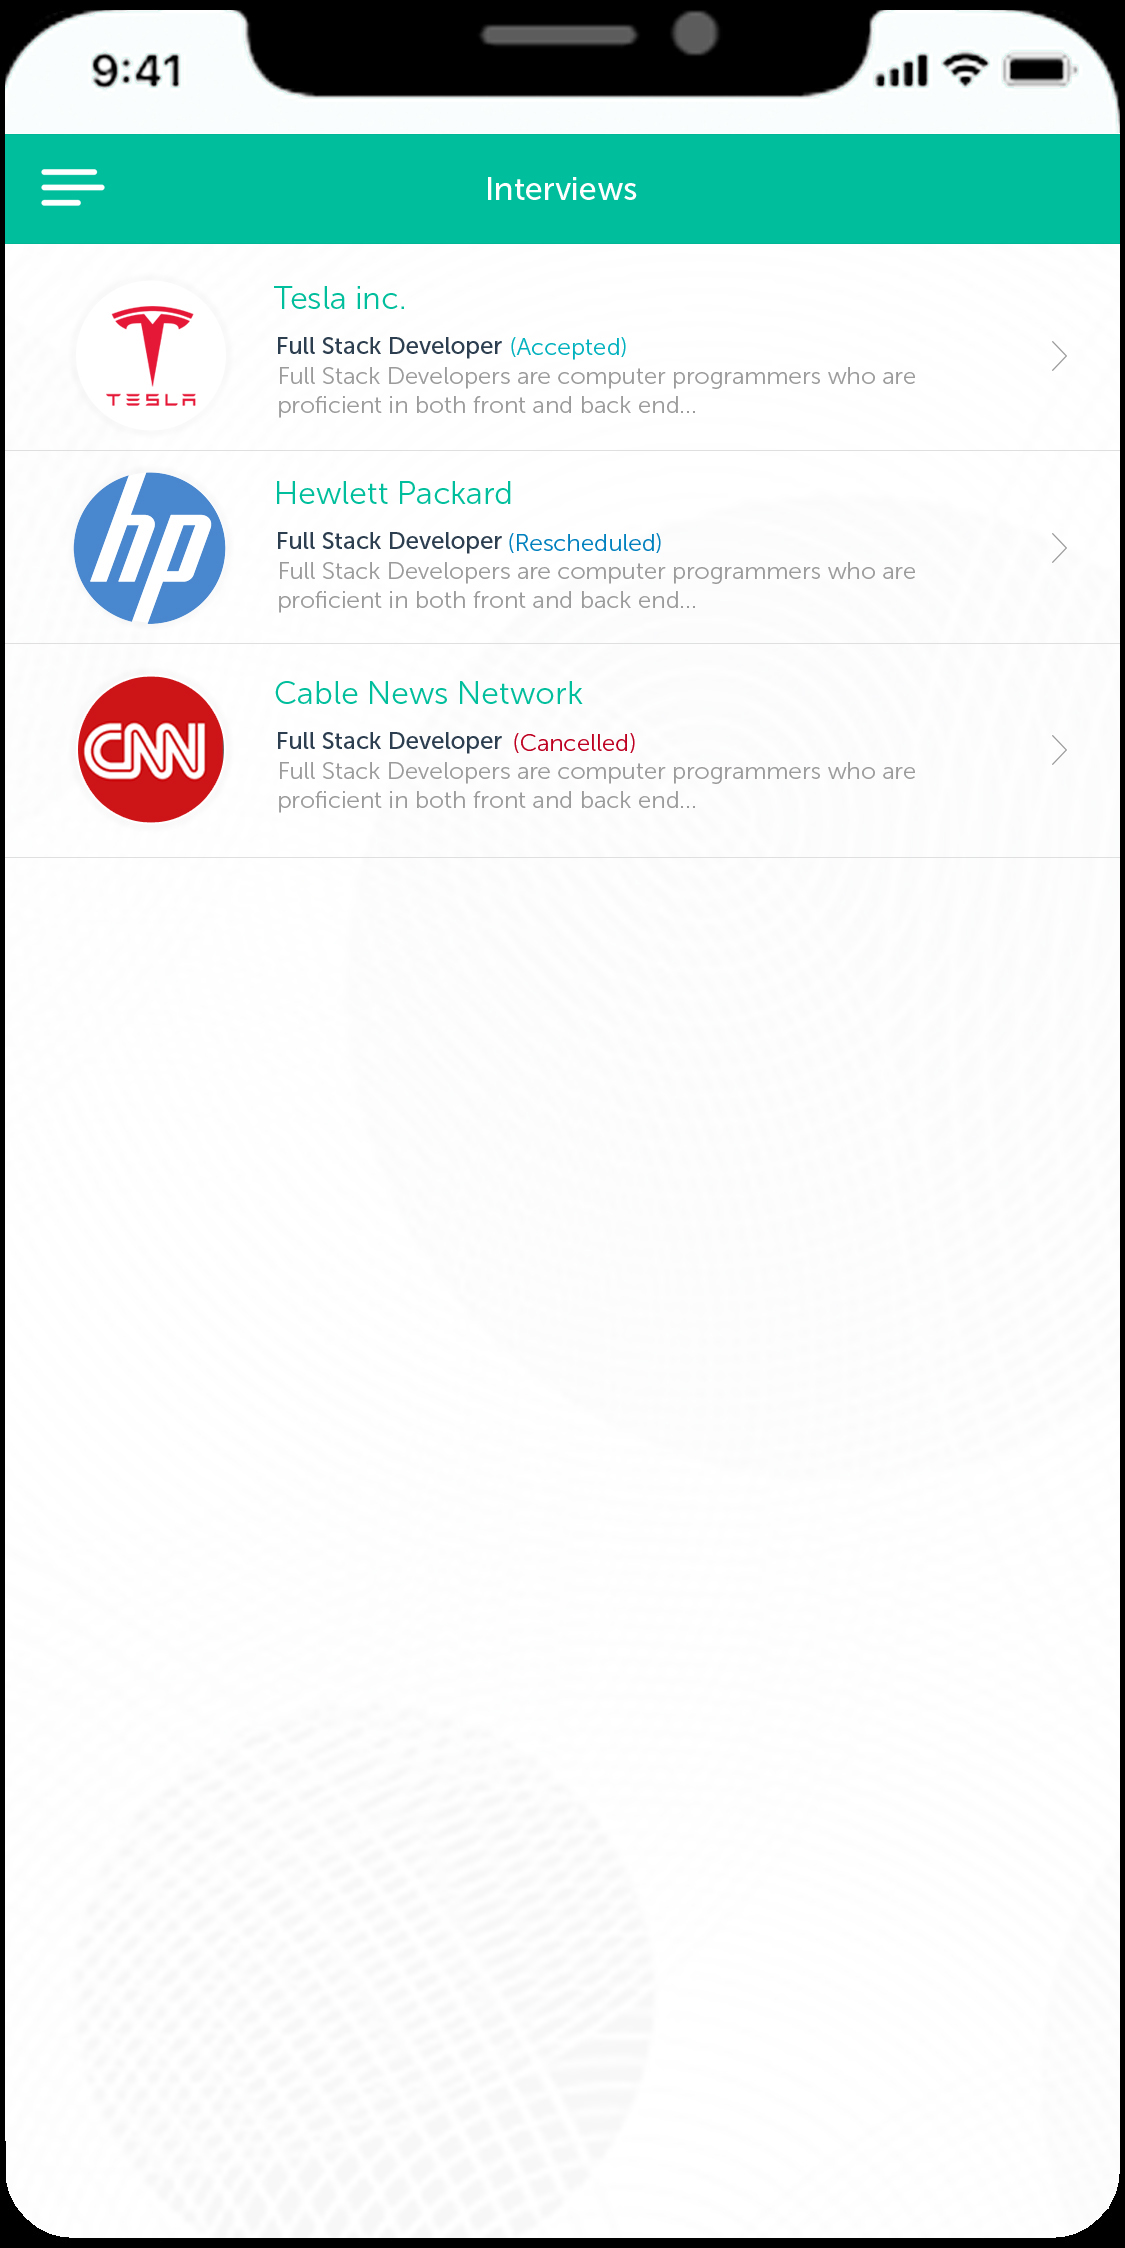 9:41
Interviews
Tesla inc.
Full Stack Developer (Accepted)
Full Stack Developers are computer programmers who are
proficient in both front and back end...
TESLA
Hewlett Packard
Full Stack Developer (Rescheduled)
Full Stack Developers are computer programmers who are
proficient in both front and back end...
hp
Cable News Network
Full Stack Developer (Cancelled)
Full Stack Developers are computer programmers who are
proficient in both front and back end...
CNN